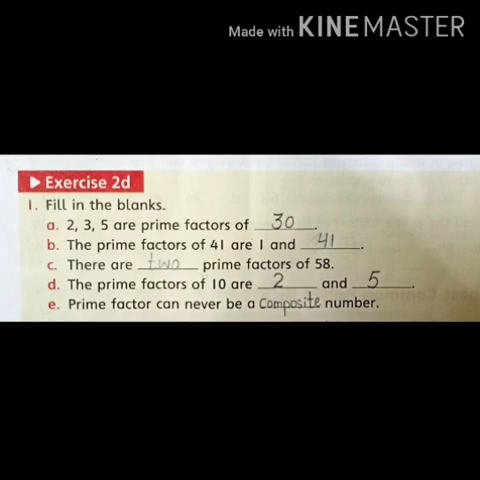 Made with KINEMASTER
▶ Exercise 2d
1. Fill in the blanks.
a. 2, 3, 5 are prime factors of 30.
b. The prime factors of 41 are 1 and 41.
c. There are two prime factors of 58.
d. The prime factors of 10 are 2 and 5.
e. Prime factor can never be a Composite number.